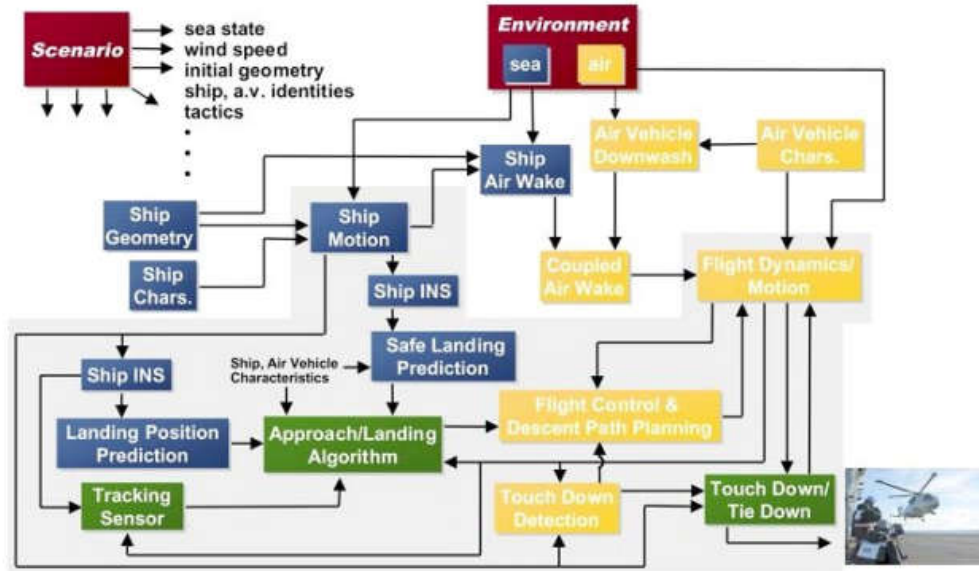 Scenario
sea state
wind speed
initial geometry
ship, a.v. identities
tactics
Environment
sea
air
Ship
Air Wake
Air Vehicle
Downwash
Air Vehicle
Chars.
Ship
Geometry
Ship
Motion
Ship
Chars.
Coupled
Air Wake
Flight Dynamics/
Motion
Ship INS
Safe Landing
Prediction
Ship, Air Vehicle
Characteristics
Ship INS
Landing Position
Prediction
Approach/Landing
Algorithm
Flight Control &
Descent Path Planning
Tracking
Sensor
Touch Down
Detection
Touch Down/
Tie Down